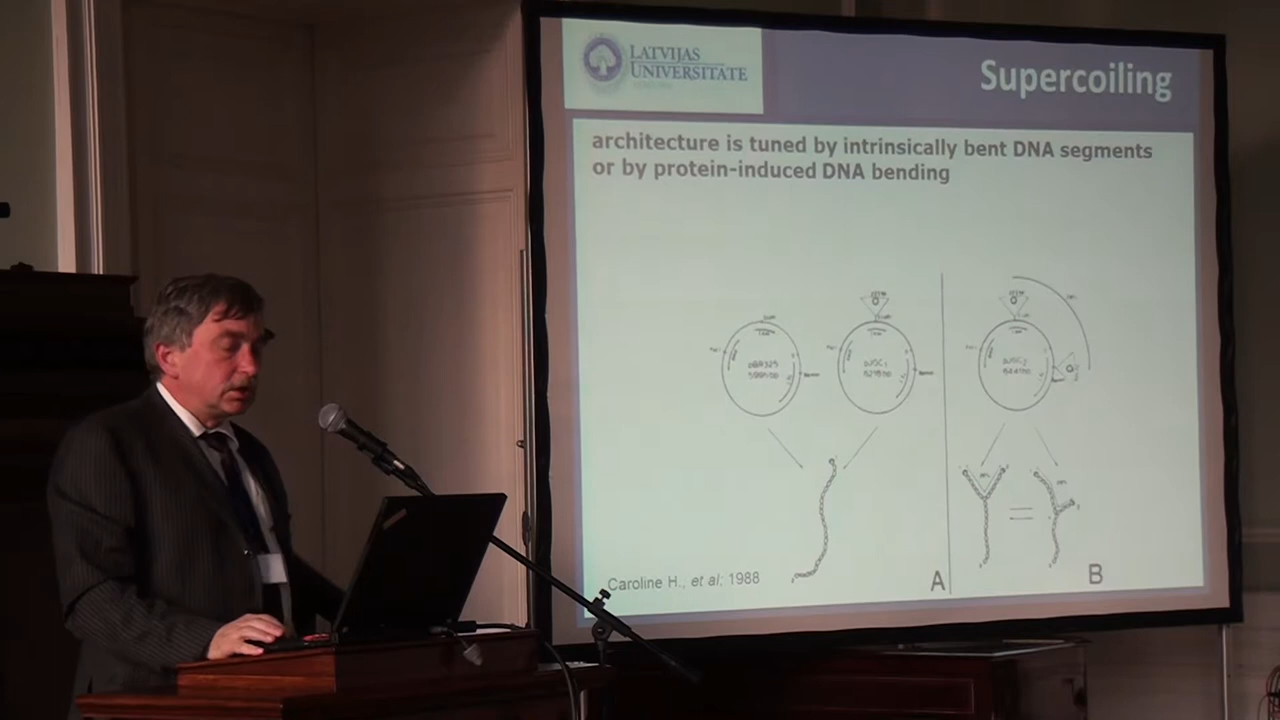 LATVIJAS
UNIVERSITATE
Supercoiling
architecture is tuned by intrinsically bent DNA segments
or by protein-induced DNA bending
Caroline H., et al; 1988
A
B